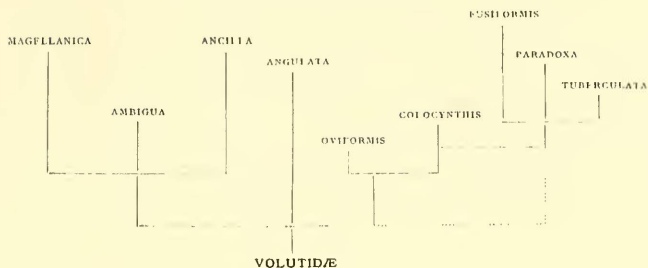 FUSIFORMIS
MAGELLANICA
ANCILLA
PARADOXA
ANGULATA
TUBERCULATA
AMBIGUA
COLOCYNTHIS
OVIFORMIS
VOLUTIDÆ